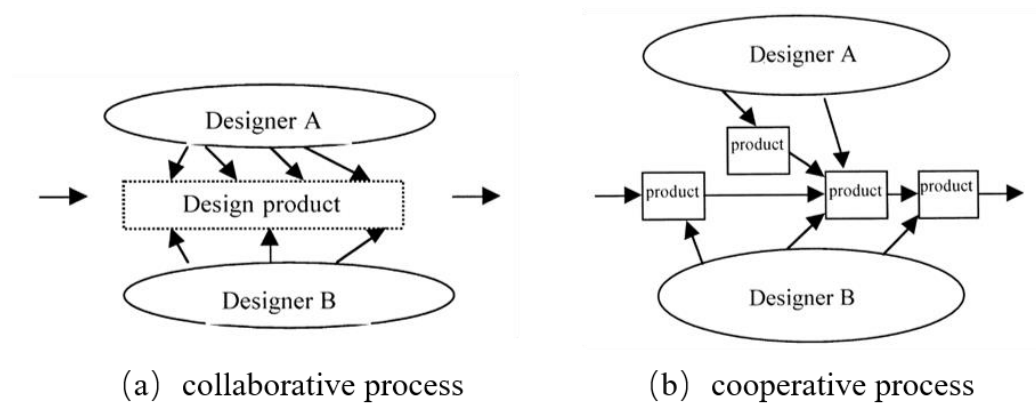 Designer A
Design product
Designer B
(a) collaborative process
Designer A
product
product
product
product
Designer B
(b) cooperative process